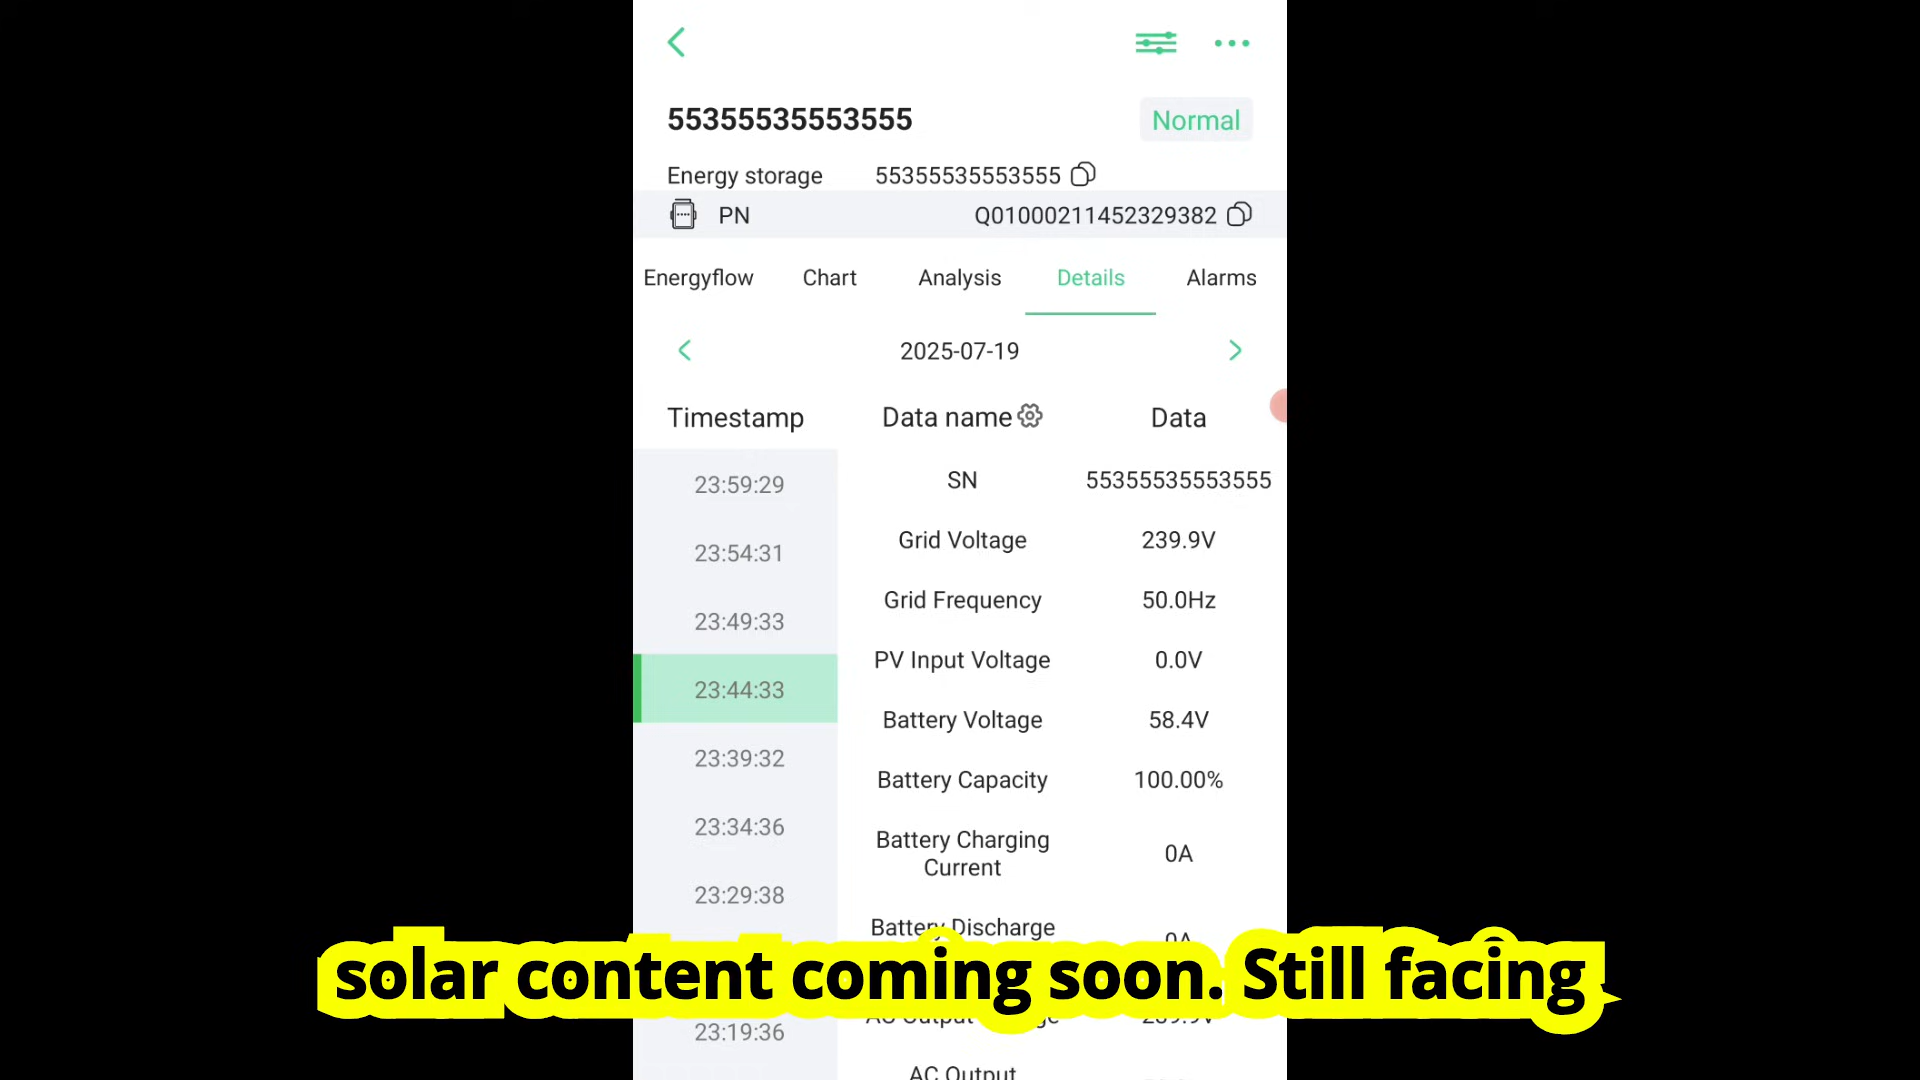 55355535553555
Normal
Energy storage 55355535553555
PN Q01000211452329382
Energyflow Chart Analysis Details Alarms
2025-07-19
Timestamp Data name Data
23:59:29
23:54:31
23:49:33
23:44:33
23:39:32
23:34:36
23:29:38
23:19:36
SN 55355535553555
Grid Voltage 239.9V
Grid Frequency 50.0Hz
PV Input Voltage 0.0V
Battery Voltage 58.4V
Battery Capacity 100.00%
Battery Charging
Current 0A
Battery Discharge
0A
AC Output
solar content coming soon. Still facing